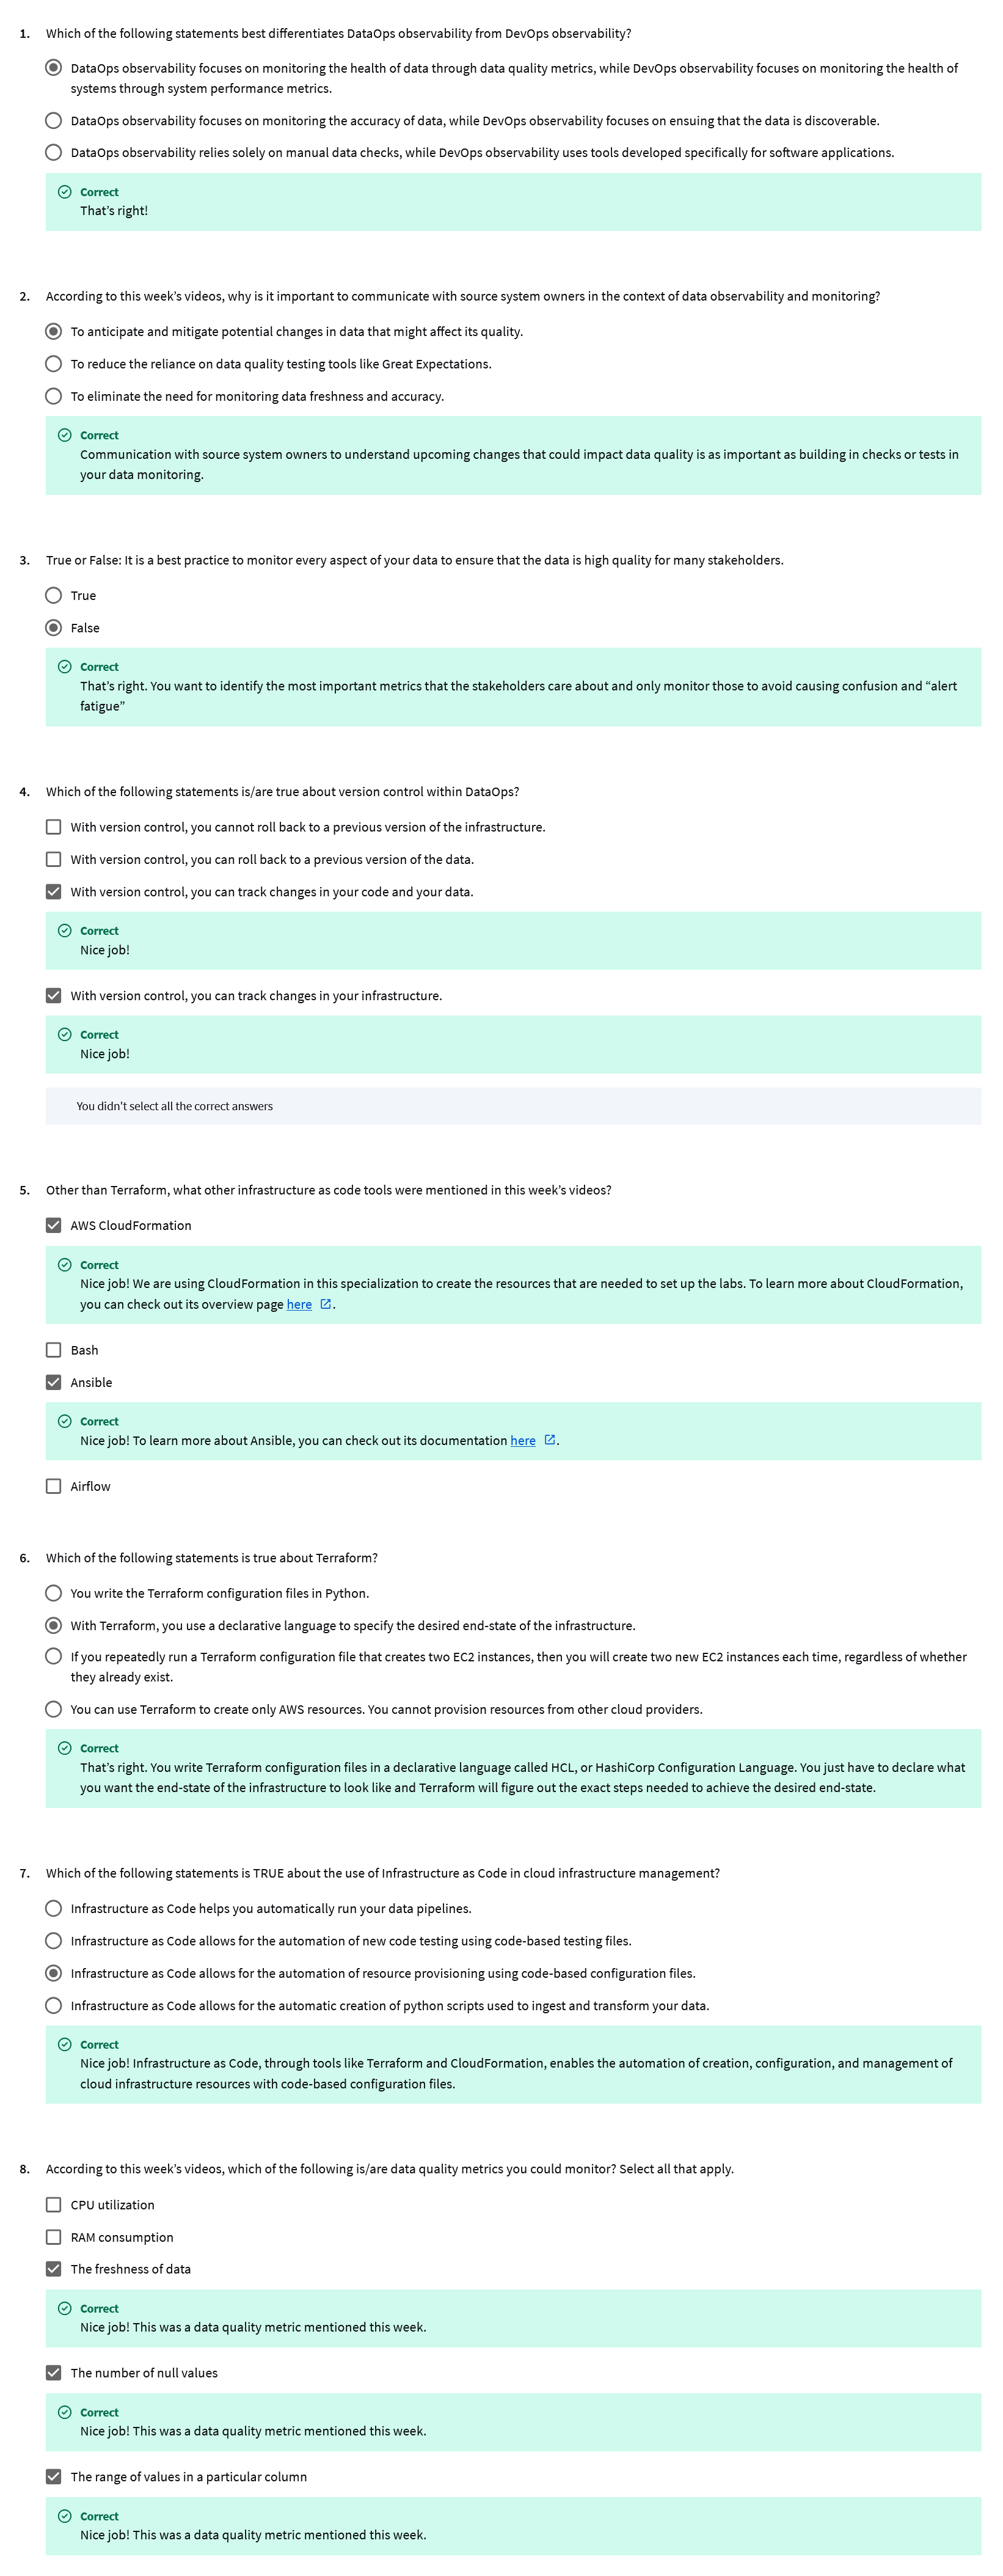 1. Which of the following statements best differentiates DataOps observability from DevOps observability?
DataOps observability focuses on monitoring the health of data through data quality metrics, while DevOps observability focuses on monitoring the health of
systems through system performance metrics.
DataOps observability focuses on monitoring the accuracy of data, while DevOps observability focuses on ensuing that the data is discoverable.
DataOps observability relies solely on manual data checks, while DevOps observability uses tools developed specifically for software applications.
Correct
That's right!
2. According to this week's videos, why is it important to communicate with source system owners in the context of data observability and monitoring?
To anticipate and mitigate potential changes in data that might affect its quality.
To reduce the reliance on data quality testing tools like Great Expectations.
To eliminate the need for monitoring data freshness and accuracy.
Correct
Communication with source system owners to understand upcoming changes that could impact data quality is as important as building in checks or tests in
your data monitoring.
3. True or False: It is a best practice to monitor every aspect of your data to ensure that the data is high quality for many stakeholders.
True
False
Correct
That's right. You want to identify the most important metrics that the stakeholders care about and only monitor those to avoid causing confusion and “alert
fatigue”
4. Which of the following statements is/are true about version control within DataOps?
With version control, you cannot roll back to a previous version of the infrastructure.
With version control, you can roll back to a previous version of the data.
With version control, you can track changes in your code and your data.
Correct
Nice job!
With version control, you can track changes in your infrastructure.
Correct
Nice job!
You didn't select all the correct answers
5. Other than Terraform, what other infrastructure as code tools were mentioned in this week's videos?
AWS CloudFormation
Correct
Nice job! We are using CloudFormation in this specialization to create the resources that are needed to set up the labs. To learn more about CloudFormation,
you can check out its overview page here.
Bash
Ansible
Correct
Nice job! To learn more about Ansible, you can check out its documentation here.
Airflow
6. Which of the following statements is true about Terraform?
You write the Terraform configuration files in Python.
With Terraform, you use a declarative language to specify the desired end-state of the infrastructure.
If you repeatedly run a Terraform configuration file that creates two EC2 instances, then you will create two new EC2 instances each time, regardless of whether
they already exist.
You can use Terraform to create only AWS resources. You cannot provision resources from other cloud providers.
Correct
That's right. You write Terraform configuration files in a declarative language called HCL, or HashiCorp Configuration Language. You just have to declare what
you want the end-state of the infrastructure to look like and Terraform will figure out the exact steps needed to achieve the desired end-state.
7. Which of the following statements is TRUE about the use of Infrastructure as Code in cloud infrastructure management?
Infrastructure as Code helps you automatically run your data pipelines.
Infrastructure as Code allows for the automation of new code testing using code-based testing files.
Infrastructure as Code allows for the automation of resource provisioning using code-based configuration files.
Infrastructure as Code allows for the automatic creation of python scripts used to ingest and transform your data.
Correct
Nice job! Infrastructure as Code, through tools like Terraform and CloudFormation, enables the automation of creation, configuration, and management of
cloud infrastructure resources with code-based configuration files.
8. According to this week's videos, which of the following is/are data quality metrics you could monitor? Select all that apply.
CPU utilization
RAM consumption
The freshness of data
Correct
Nice job! This was a data quality metric mentioned this week.
The number of null values
Correct
Nice job! This was a data quality metric mentioned this week.
The range of values in a particular column
Correct
Nice job! This was a data quality metric mentioned this week.